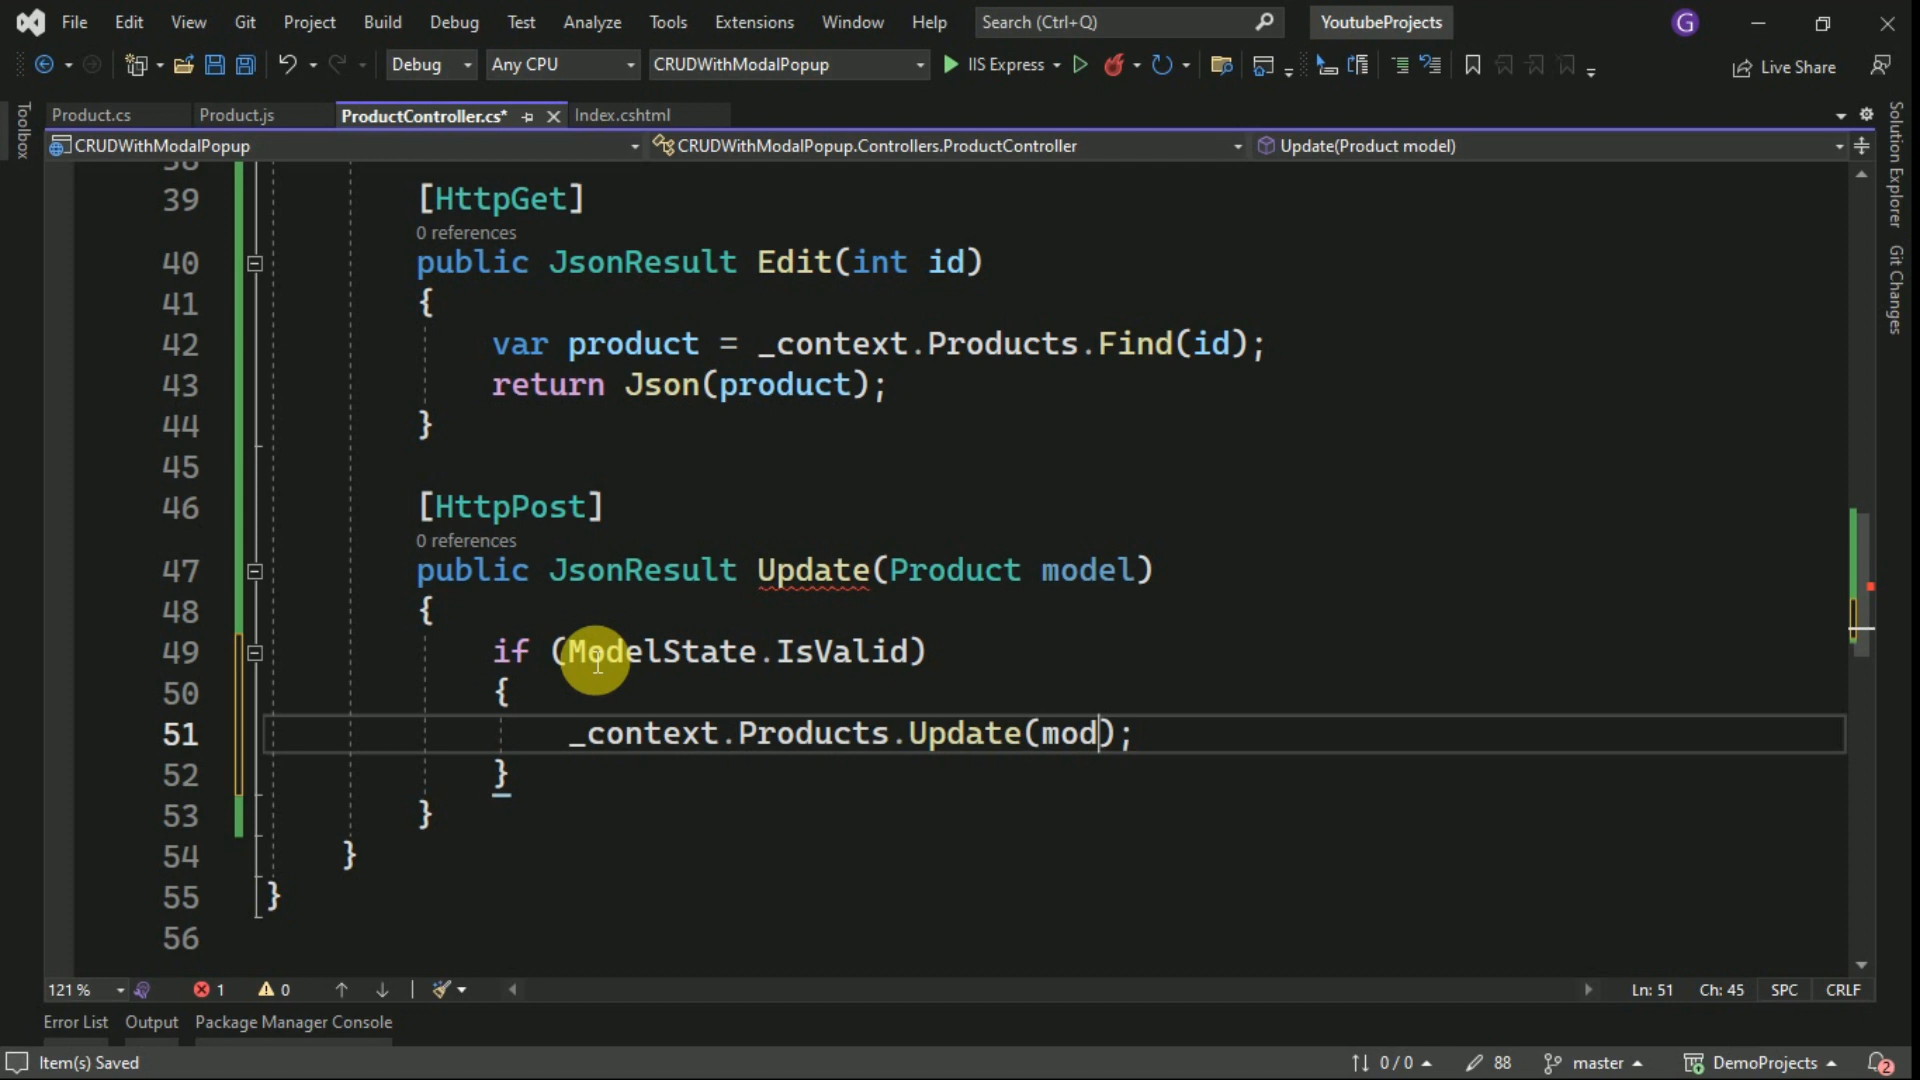 File Edit View Git Project Build Debug Test Analyze Tools Extensions Window Help Search (Ctrl+Q) YoutubeProjects G
Debug Any CPU CRUDWithModalPopup IIS Express Live Share
Toolbox
Product.cs Product.js ProductController.cs* Index.cshtml
CRUDWithModalPopup CRUDWithModalPopup.Controllers.ProductController Update(Product model)
38
39 [HttpGet]
0 references
40 public JsonResult Edit(int id)
41 {
42 var product = _context.Products.Find(id);
43 return Json(product);
44 }
45
46 [HttpPost]
0 references
47 public JsonResult Update(Product model)
48 {
49 if (ModelState.IsValid)
50 {
51 _context.Products.Update(mod);
52 }
53 }
54 }
55 }
56
Solution Explorer
Git Changes
121 % 1 0 Ln: 51 Ch: 45 SPC CRLF
Error List Output Package Manager Console
Item(s) Saved 0 / 0 88 master DemoProjects 2